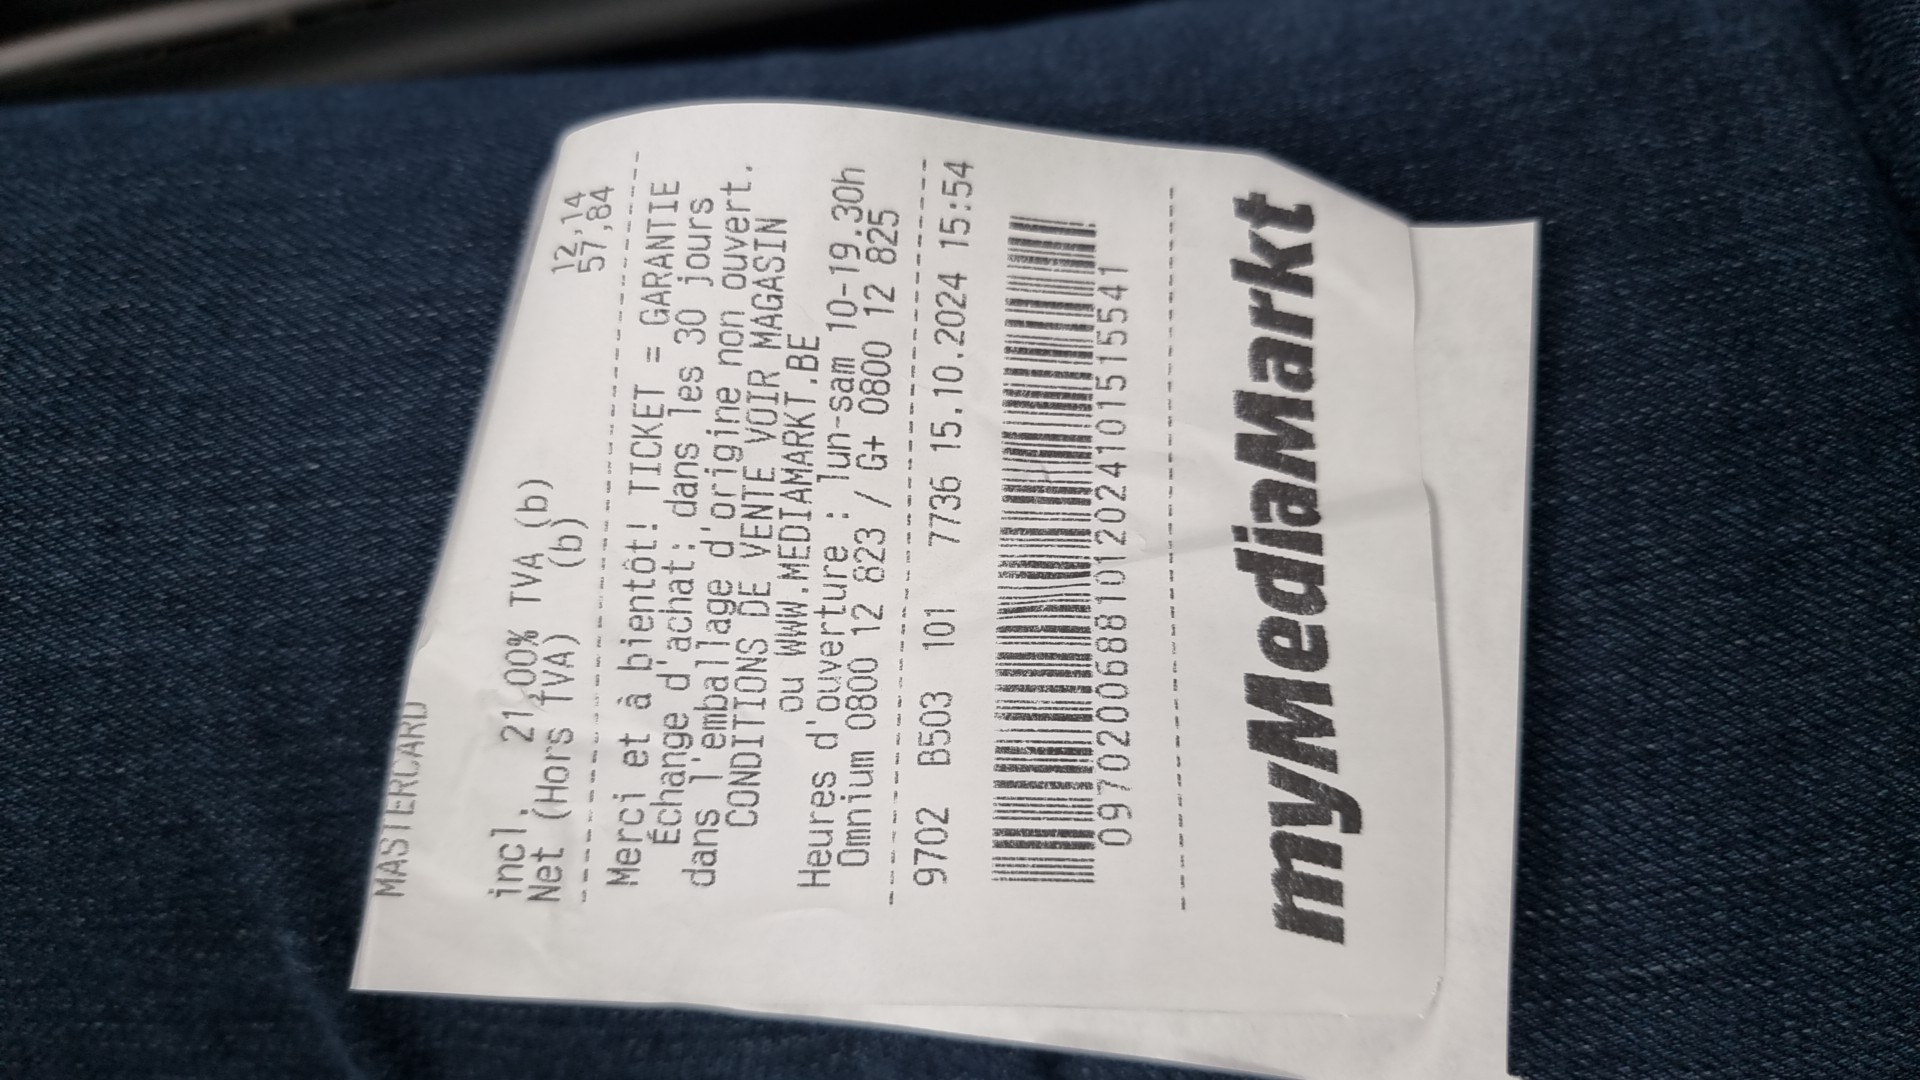 MASTERCARD
incl. 21,00% TVA (b) 12,14
Net (Hors TVA) (b) 57,84
Merci et à bientôt! TICKET = GARANTIE
Échange d'achat: dans les 30 jours
dans l'emballage d'origine non ouvert.
CONDITIONS DE VENTE VOIR MAGASIN
ou WWW.MEDIAMARKT.BE
Heures d'ouverture : lun-sam 10-19.30h
Omnium 0800 12 823 / G+ 0800 12 825
9702 B503 101 7736 15.10.2024 15:54
0970200688101202410151554 1
myMediaMarkt